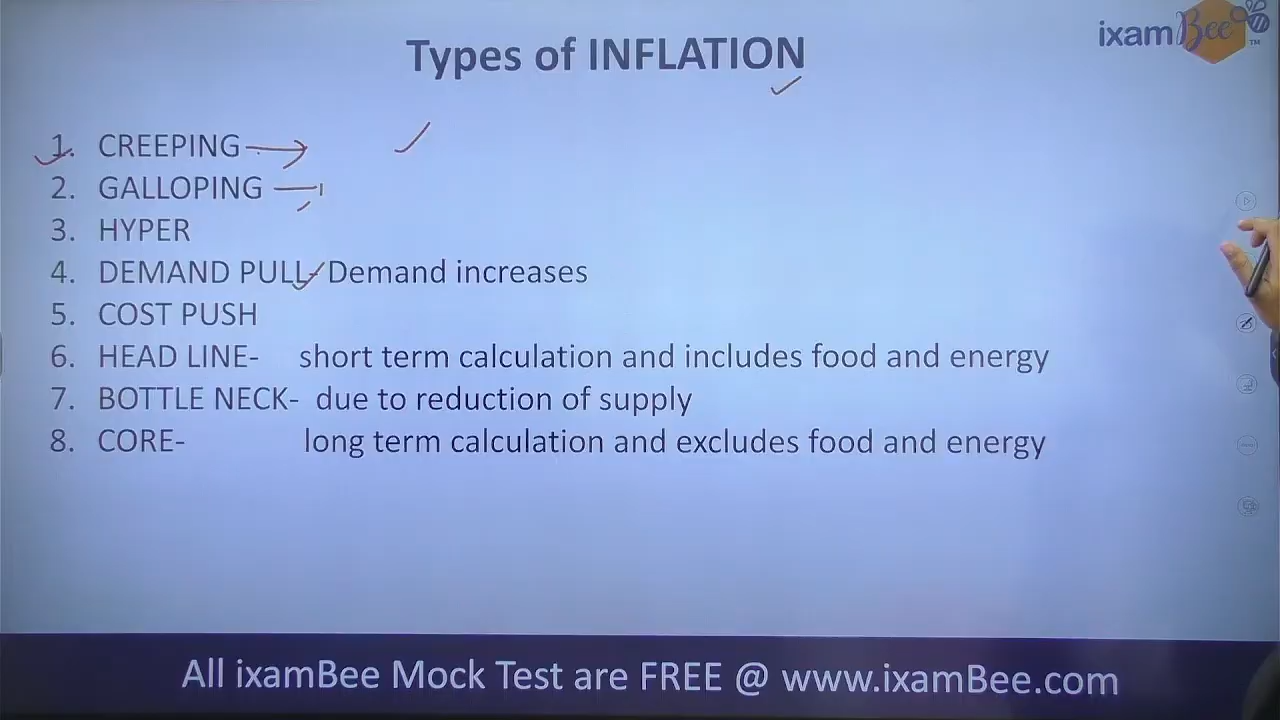 ixamBee™
Types of INFLATION
1. CREEPING
2. GALLOPING
3. HYPER
4. DEMAND PULL Demand increases
5. COST PUSH
6. HEAD LINE- short term calculation and includes food and energy
7. BOTTLE NECK- due to reduction of supply
8. CORE- long term calculation and excludes food and energy
All ixamBee Mock Test are FREE @ www.ixamBee.com